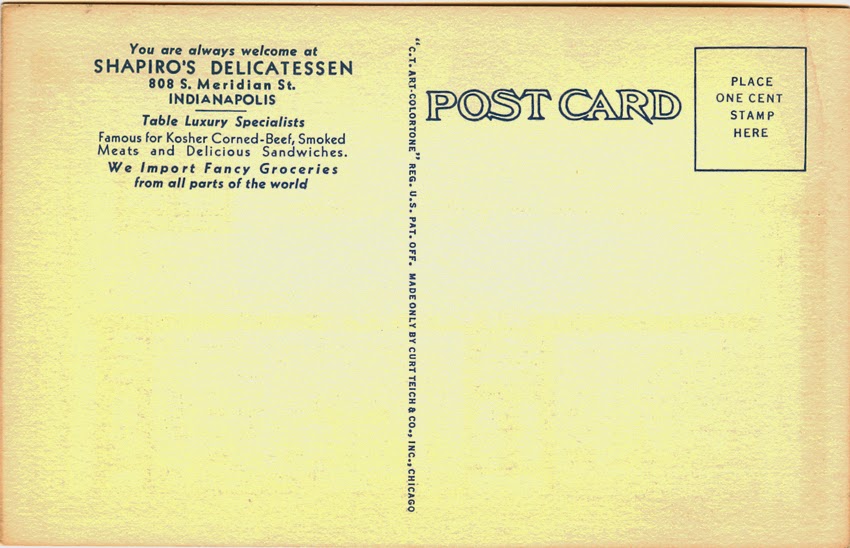 You are always welcome at
SHAPIRO'S DELICATESSEN
808 S. Meridian St.
INDIANAPOLIS
Table Luxury Specialists
Famous for Kosher Corned-Beef, Smoked
Meats and Delicious Sandwiches.
We Import Fancy Groceries
from all parts of the world
"C.T. ART-COLORTONE" REG. U.S. PAT. OFF. MADE ONLY BY CURT TEICH & CO., INC., CHICAGO
POST CARD
PLACE
ONE CENT
STAMP
HERE